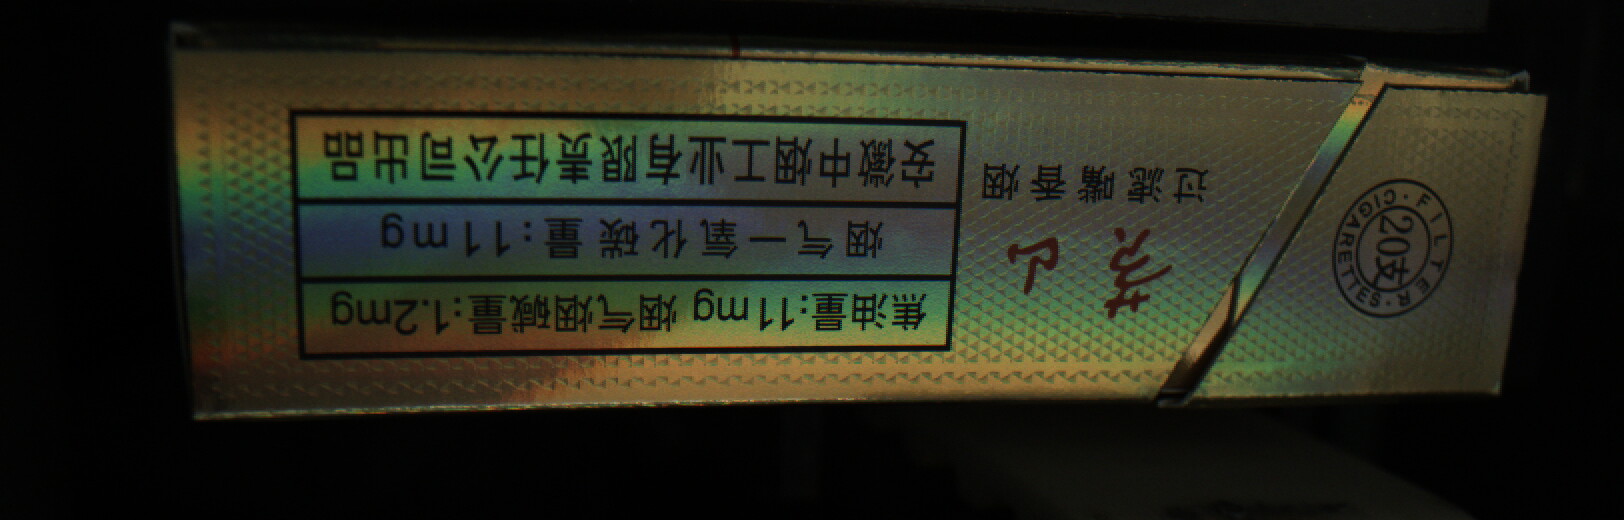 FILTER
20支
CIGARETTES
黄山
过滤嘴香烟
焦油量:11mg 烟气烟碱量:1.2mg
烟气一氧化碳量:11mg
安徽中烟工业有限责任公司出品